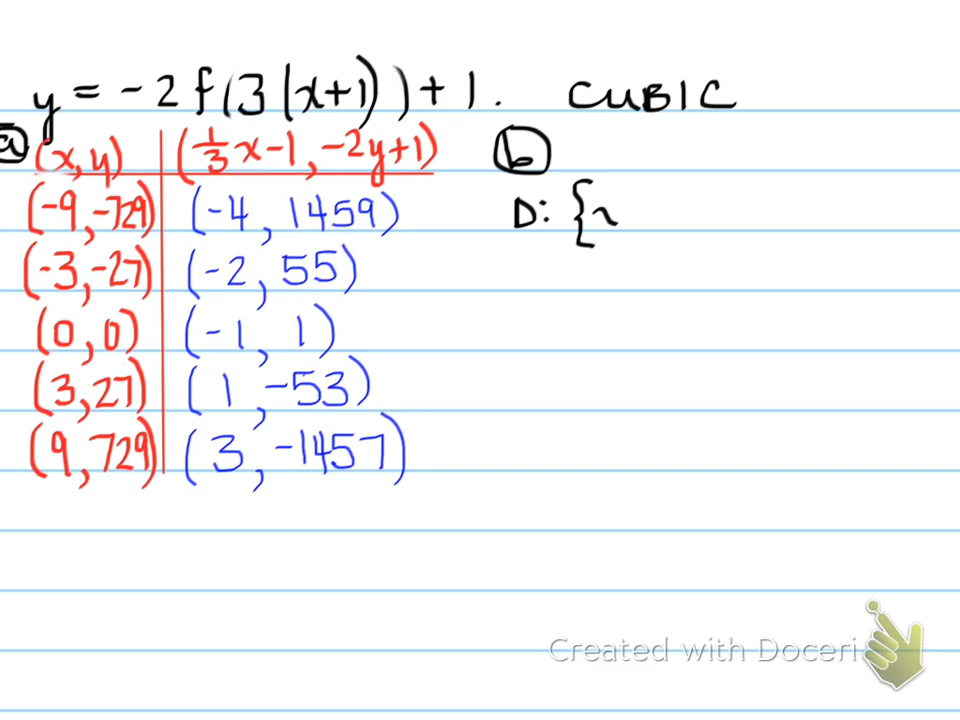 y = -2f(3(x+1))+1. CUBIC
a) (x,y) | (1/3x-1, -2y+1) b
(-9,-729) | (-4, 1459) D: {x
(-3,-27) | (-2, 55)
(0,0) | (-1, 1)
(3,27) | (1,-53)
(9,729) | (3,-1457)
Created with Doceri